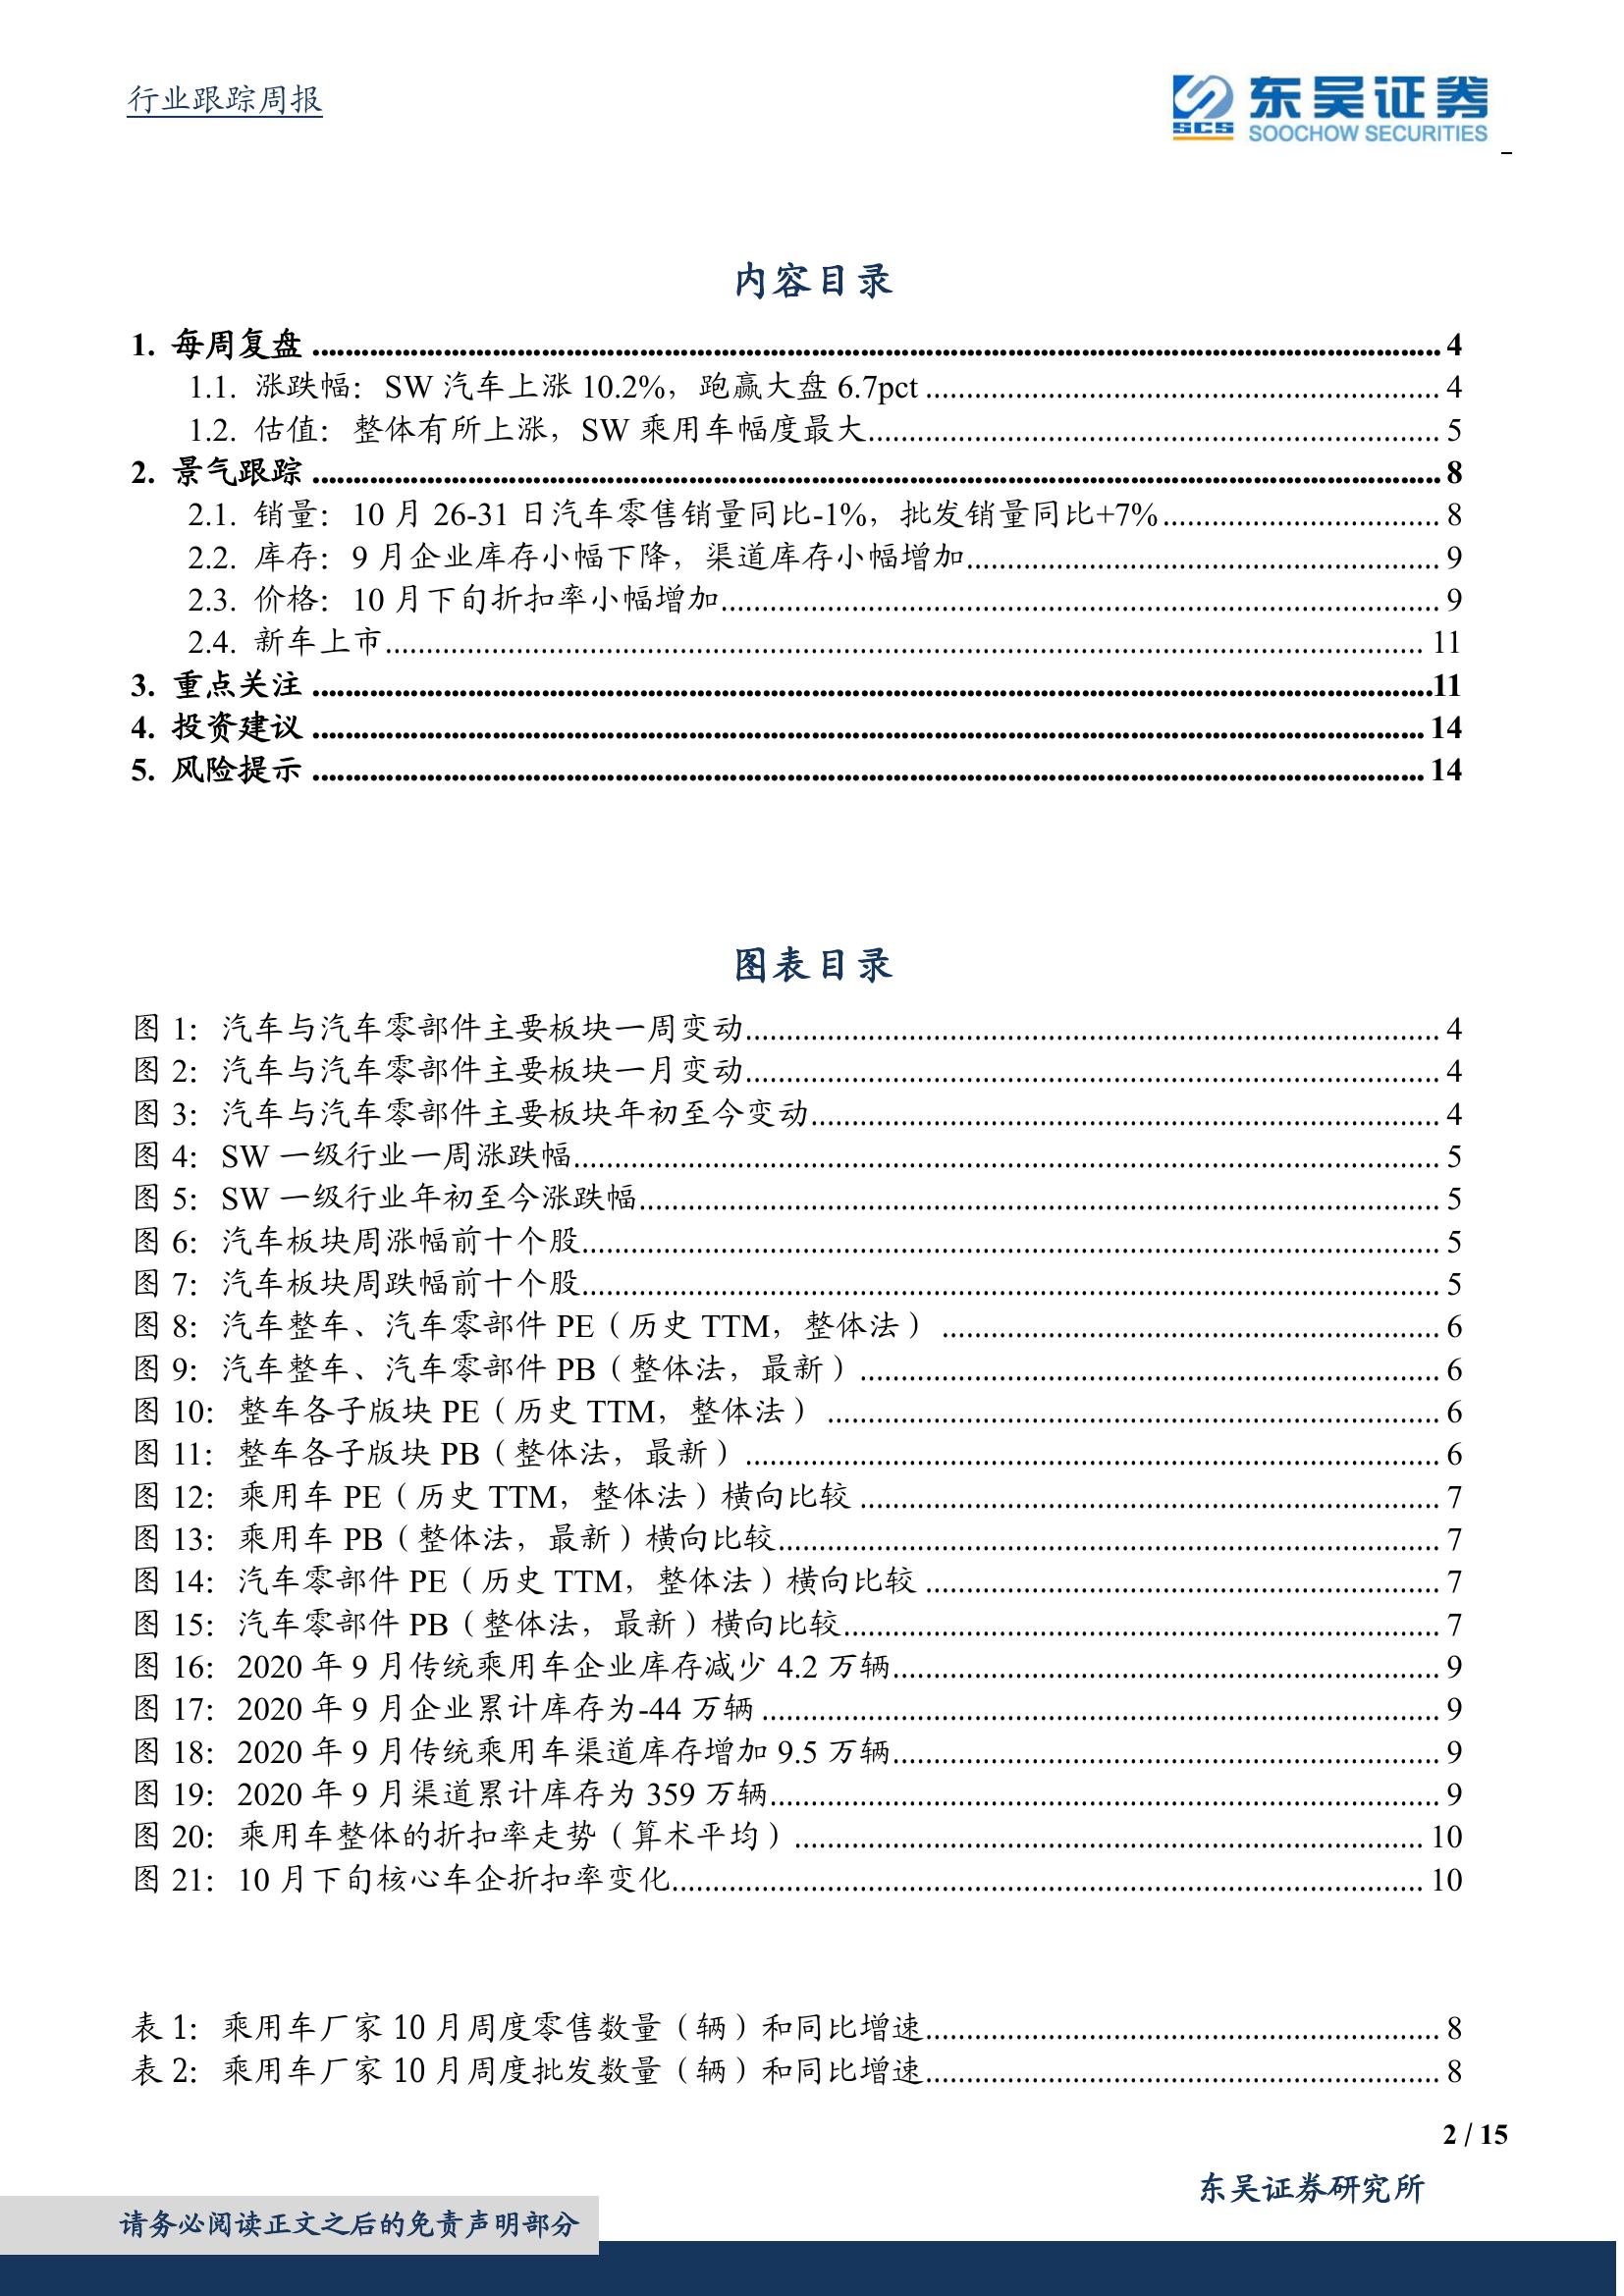 行业跟踪周报
SCS 东吴证券
SOOCHOW SECURITIES
内容目录
1. 每周复盘 4
1.1. 涨跌幅：SW 汽车上涨 10.2%，跑赢大盘 6.7pct 4
1.2. 估值：整体有所上涨，SW 乘用车幅度最大 5
2. 景气跟踪 8
2.1. 销量：10 月 26-31 日汽车零售销量同比-1%，批发销量同比+7% 8
2.2. 库存：9 月企业库存小幅下降，渠道库存小幅增加 9
2.3. 价格：10 月下旬折扣率小幅增加 9
2.4. 新车上市 11
3. 重点关注 11
4. 投资建议 14
5. 风险提示 14
图表目录
图 1：汽车与汽车零部件主要板块一周变动 4
图 2：汽车与汽车零部件主要板块一月变动 4
图 3：汽车与汽车零部件主要板块年初至今变动 4
图 4：SW 一级行业一周涨跌幅 5
图 5：SW 一级行业年初至今涨跌幅 5
图 6：汽车板块周涨幅前十个股 5
图 7：汽车板块周跌幅前十个股 5
图 8：汽车整车、汽车零部件 PE（历史 TTM，整体法） 6
图 9：汽车整车、汽车零部件 PB（整体法，最新） 6
图 10：整车各子版块 PE（历史 TTM，整体法） 6
图 11：整车各子版块 PB（整体法，最新） 6
图 12：乘用车 PE（历史 TTM，整体法）横向比较 7
图 13：乘用车 PB（整体法，最新）横向比较 7
图 14：汽车零部件 PE（历史 TTM，整体法）横向比较 7
图 15：汽车零部件 PB（整体法，最新）横向比较 7
图 16：2020 年 9 月传统乘用车企业库存减少 4.2 万辆 9
图 17：2020 年 9 月企业累计库存为-44 万辆 9
图 18：2020 年 9 月传统乘用车渠道库存增加 9.5 万辆 9
图 19：2020 年 9 月渠道累计库存为 359 万辆 9
图 20：乘用车整体的折扣率走势（算术平均） 10
图 21：10 月下旬核心车企折扣率变化 10
表 1：乘用车厂家 10 月周度零售数量（辆）和同比增速 8
表 2：乘用车厂家 10 月周度批发数量（辆）和同比增速 8
2 / 15
东吴证券研究所
请务必阅读正文之后的免责声明部分